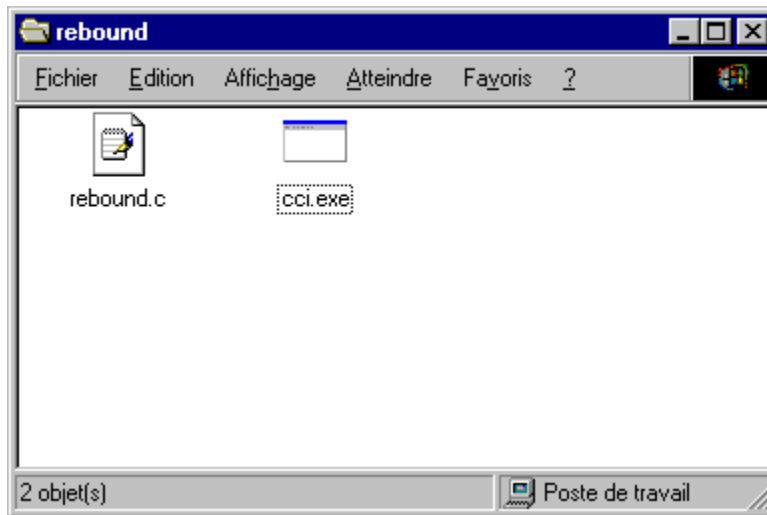 rebound
Fichier Edition Affichage Atteindre Favoris ?
rebound.c cci.exe
2 objet(s) Poste de travail